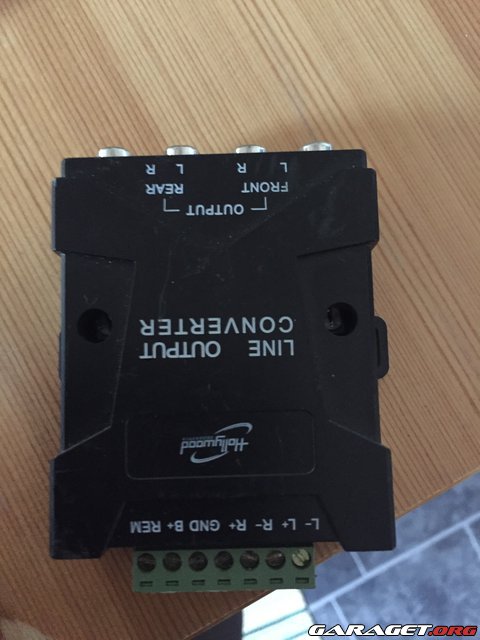 L- L+ R- R+ GND B+ REM
Hollywood
LINE OUTPUT
CONVERTER
OUTPUT
FRONT REAR
L R L R
GARAGET.ORG